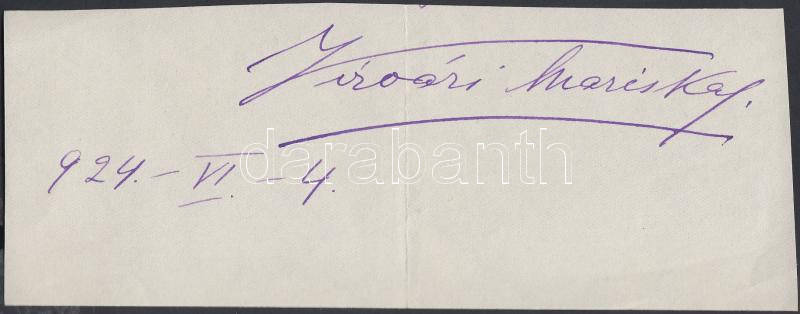 Vizvári Mariska.
924. – VI. – 4.
darabanth